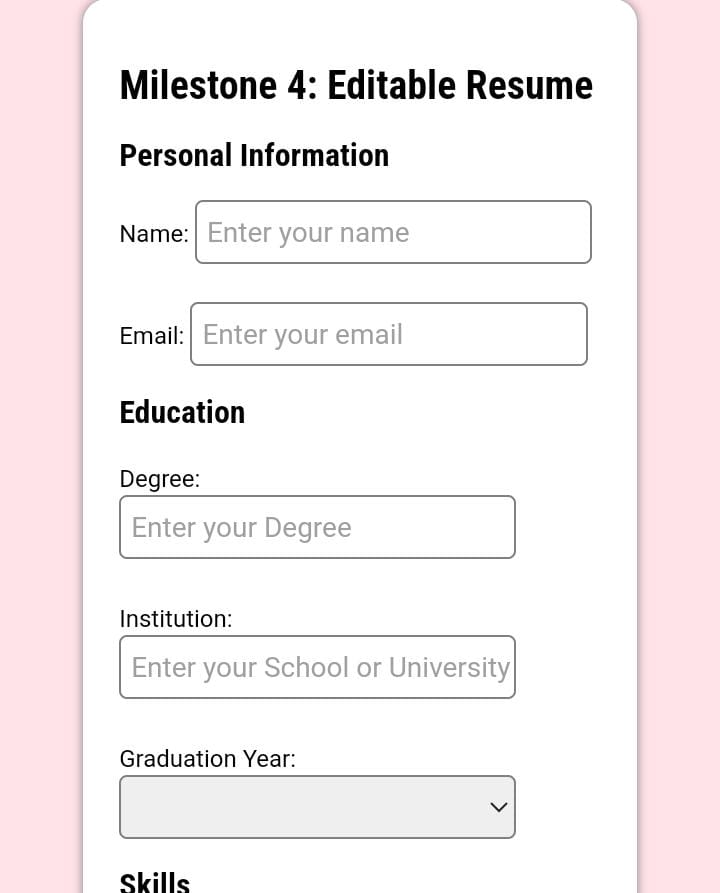 Milestone 4: Editable Resume
Personal Information
Name: Enter your name
Email: Enter your email
Education
Degree:
Enter your Degree
Institution:
Enter your School or University
Graduation Year:
Skills